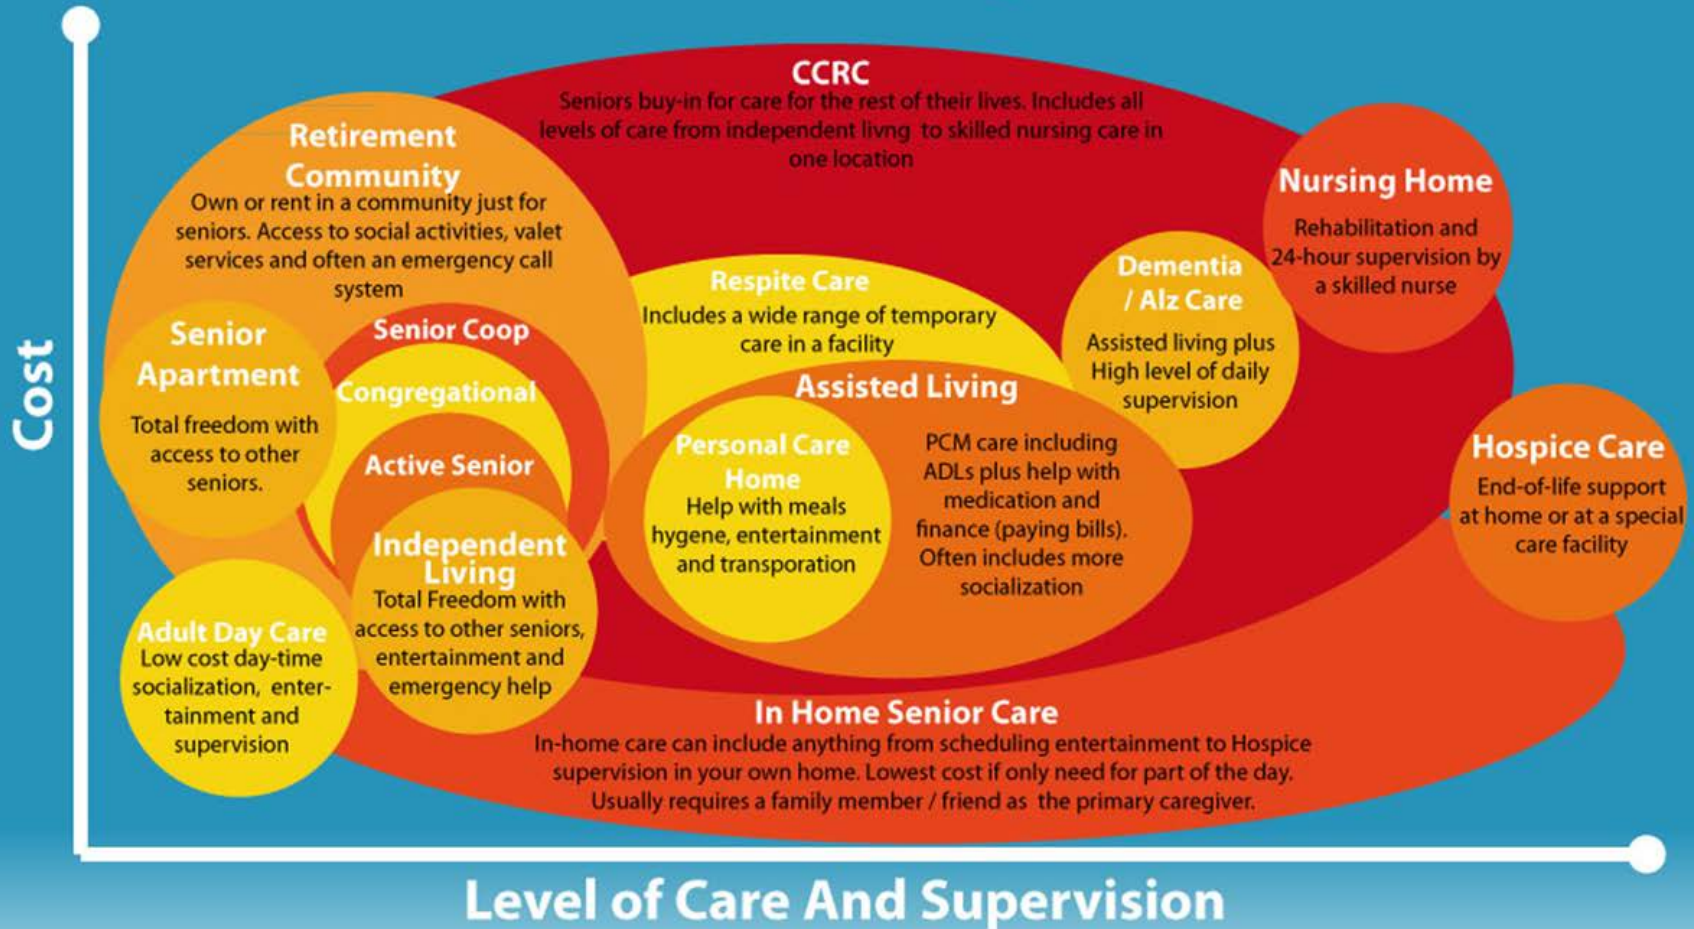 CCRC
Seniors buy-in for care for the rest of their lives. Includes all
levels of care from independent livng to skilled nursing care in
one location
Retirement
Community
Own or rent in a community just for
seniors. Access to social activities, valet
services and often an emergency call
system
Nursing Home
Rehabilitation and
24-hour supervision by
a skilled nurse
Respite Care
Includes a wide range of temporary
care in a facility
Dementia
/ Alz Care
Assisted living plus
High level of daily
supervision
Senior
Apartment
Total freedom with
access to other
seniors.
Senior Coop
Congregational
Active Senior
Independent
Living
Total Freedom with
access to other seniors,
entertainment and
emergency help
Assisted Living
PCM care including
ADLs plus help with
medication and
finance (paying bills).
Often includes more
socialization
Personal Care
Home
Help with meals
hygene, entertainment
and transporation
Hospice Care
End-of-life support
at home or at a special
care facility
Adult Day Care
Low cost day-time
socialization, enter-
tainment and
supervision
In Home Senior Care
In-home care can include anything from scheduling entertainment to Hospice
supervision in your own home. Lowest cost if only need for part of the day.
Usually requires a family member / friend as the primary caregiver.
Cost
Level of Care And Supervision